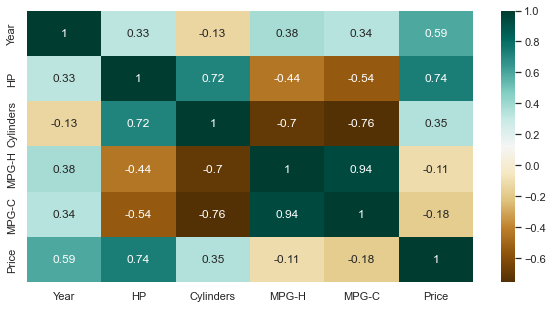 Year 1 0.33 -0.13 0.38 0.34 0.59
HP 0.33 1 0.72 -0.44 -0.54 0.74
Cylinders -0.13 0.72 1 -0.7 -0.76 0.35
MPG-H 0.38 -0.44 -0.7 1 0.94 -0.11
MPG-C 0.34 -0.54 -0.76 0.94 1 -0.18
Price 0.59 0.74 0.35 -0.11 -0.18 1
Year HP Cylinders MPG-H MPG-C Price
1.0
0.8
0.6
0.4
0.2
0.0
−0.2
−0.4
−0.6